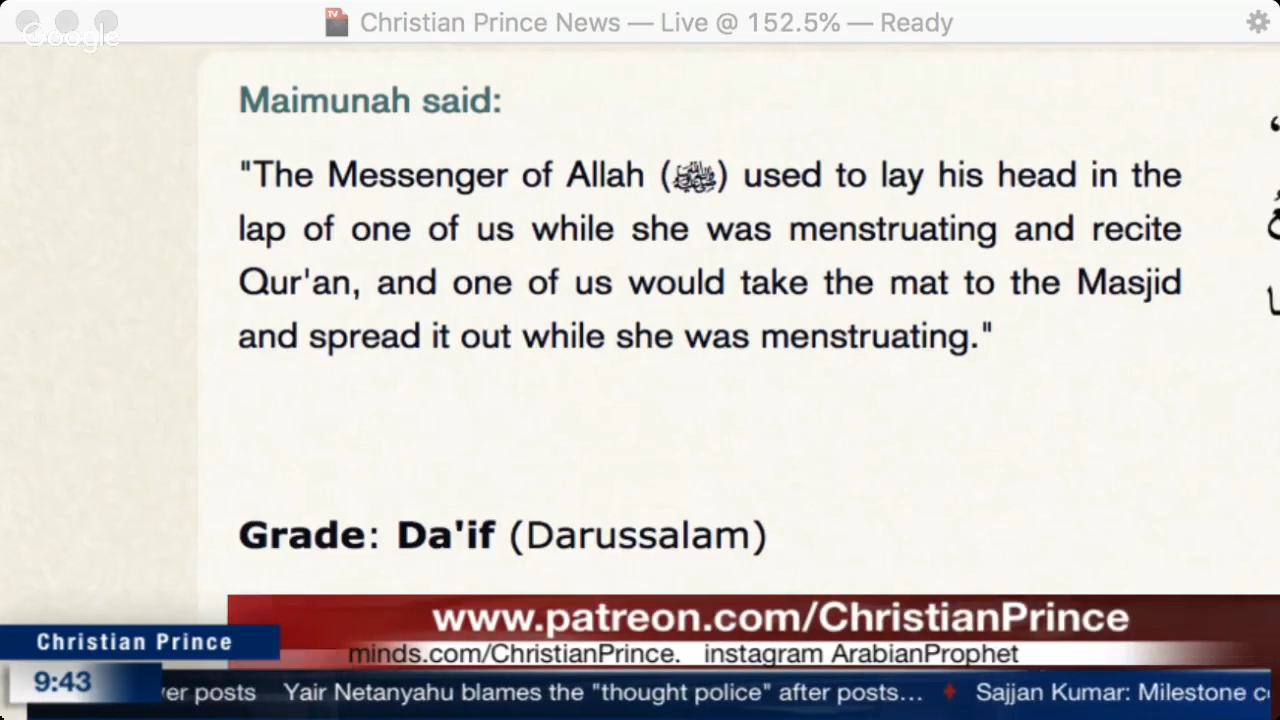 Google
Christian Prince News — Live @ 152.5% — Ready
Maimunah said:
"The Messenger of Allah (ﷺ) used to lay his head in the
lap of one of us while she was menstruating and recite
Qur'an, and one of us would take the mat to the Masjid
and spread it out while she was menstruating."
Grade: Da'if (Darussalam)
www.patreon.com/ChristianPrince
Christian Prince
minds.com/ChristianPrince. instagram ArabianProphet
9:43
posts Yair Netanyahu blames the "thought police" after posts... Sajjan Kumar: Milestone